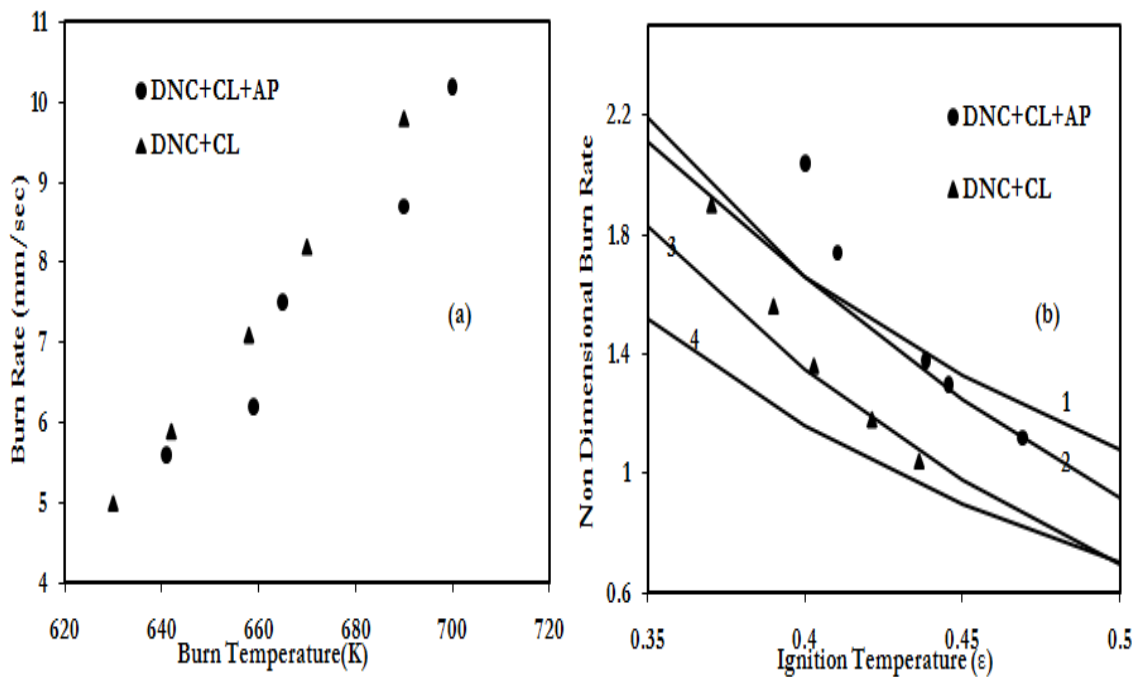 11
10
9
8
7
6
5
4
Burn Rate (mm/sec)
DNC+CL+AP
DNC+CL
(a)
620 640 660 680 700 720
Burn Temperature(K)
2.2
1.8
1.4
1
0.6
Non Dimensional Burn Rate
DNC+CL+AP
DNC+CL
3
4
(b)
1
2
0.35 0.4 0.45 0.5
Ignition Temperature (ε)